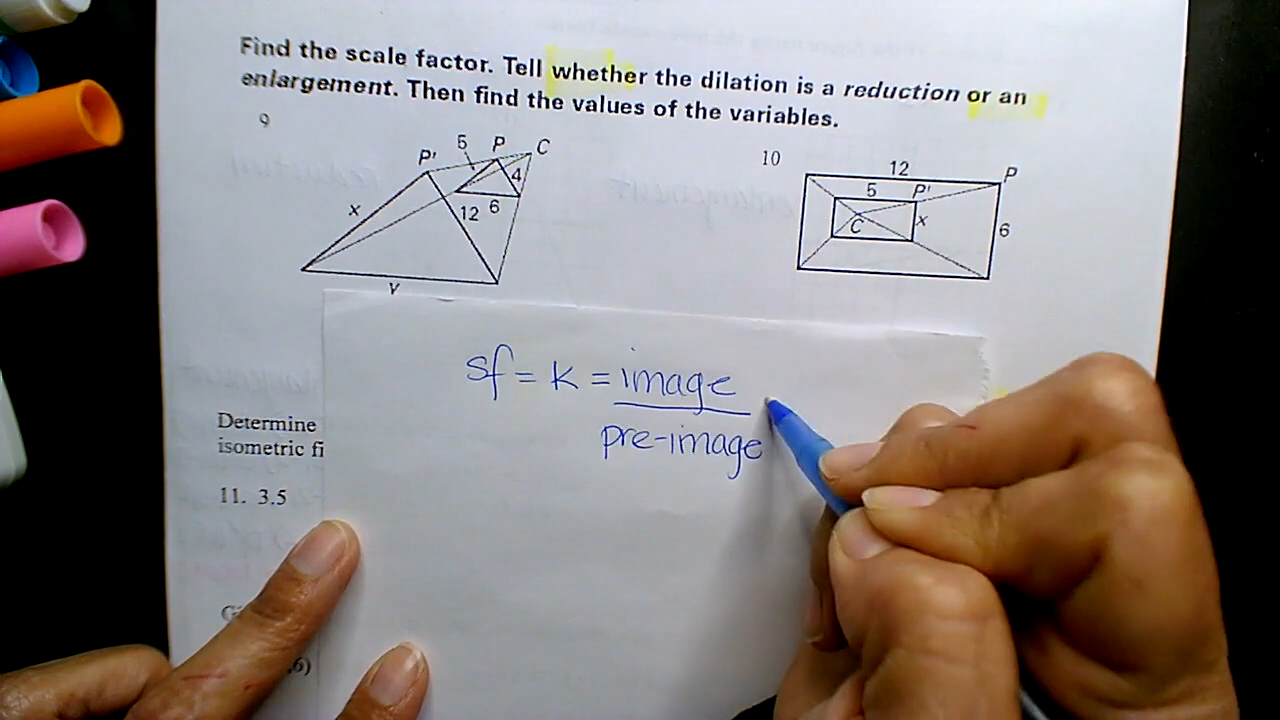 Find the scale factor. Tell whether the dilation is a reduction or an
enlargement. Then find the values of the variables.
9
5 P C
P'
4
x
12 6
y
10
12 P
5 P'
C x
6
sf = k = image
pre-image
Determine
isometric fi
11. 3.5
6)